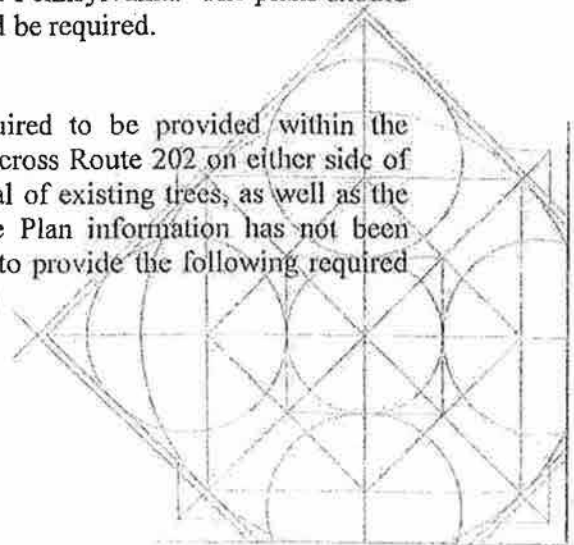 d be required.
uired to be provided within the
cross Route 202 on either side of
al of existing trees, as well as the
e Plan information has not been
to provide the following required